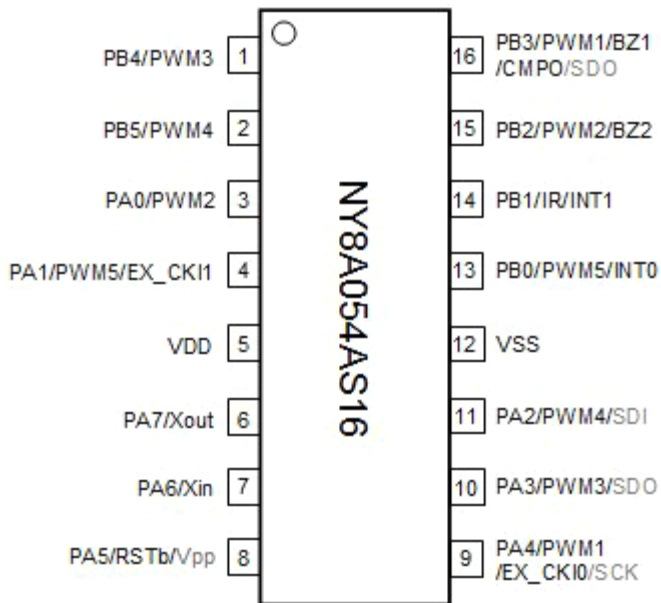 PB4/PWM3 1
16 PB3/PWM1/BZ1
/CMPO/SDO
PB5/PWM4 2
15 PB2/PWM2/BZ2
PA0/PWM2 3
14 PB1/IR/INT1
PA1/PWM5/EX_CKI1 4
13 PB0/PWM5/INT0
VDD 5
12 VSS
PA7/Xout 6
11 PA2/PWM4/SDI
PA6/Xin 7
10 PA3/PWM3/SDO
PA5/RSTb/Vpp 8
9 PA4/PWM1
/EX_CKI0/SCK
NY8A054AS16